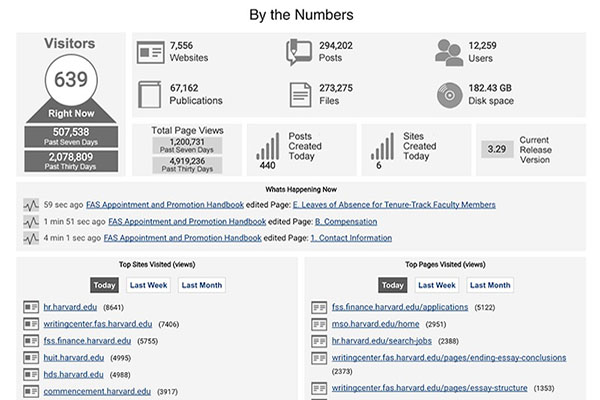 By the Numbers
Visitors
639
Right Now
507,538
Past Seven Days
2,078,809
Past Thirty Days
7,556
Websites
294,202
Posts
12,259
Users
67,162
Publications
273,275
Files
182.43 GB
Disk space
Total Page Views
1,200,731
Past Seven Days
4,919,236
Past Thirty Days
440
Posts
Created
Today
6
Sites
Created
Today
3.29
Current
Release
Version
Whats Happening Now
59 sec ago FAS Appointment and Promotion Handbook edited Page: E. Leaves of Absence for Tenure-Track Faculty Members
1 min 51 sec ago FAS Appointment and Promotion Handbook edited Page: B. Compensation
4 min 1 sec ago FAS Appointment and Promotion Handbook edited Page: 1. Contact Information
Top Sites Visited (views)
Today Last Week Last Month
hr.harvard.edu (8641)
writingcenter.fas.harvard.edu (7406)
fss.finance.harvard.edu (5755)
huit.harvard.edu (4995)
hds.harvard.edu (4988)
commencement.harvard.edu (3917)
Top Pages Visited (views)
Today Last Week Last Month
fss.finance.harvard.edu/applications (5122)
mso.harvard.edu/home (2951)
hr.harvard.edu/search-jobs (2388)
writingcenter.fas.harvard.edu/pages/ending-essay-conclusions
(2373)
writingcenter.fas.harvard.edu/pages/essay-structure (1353)